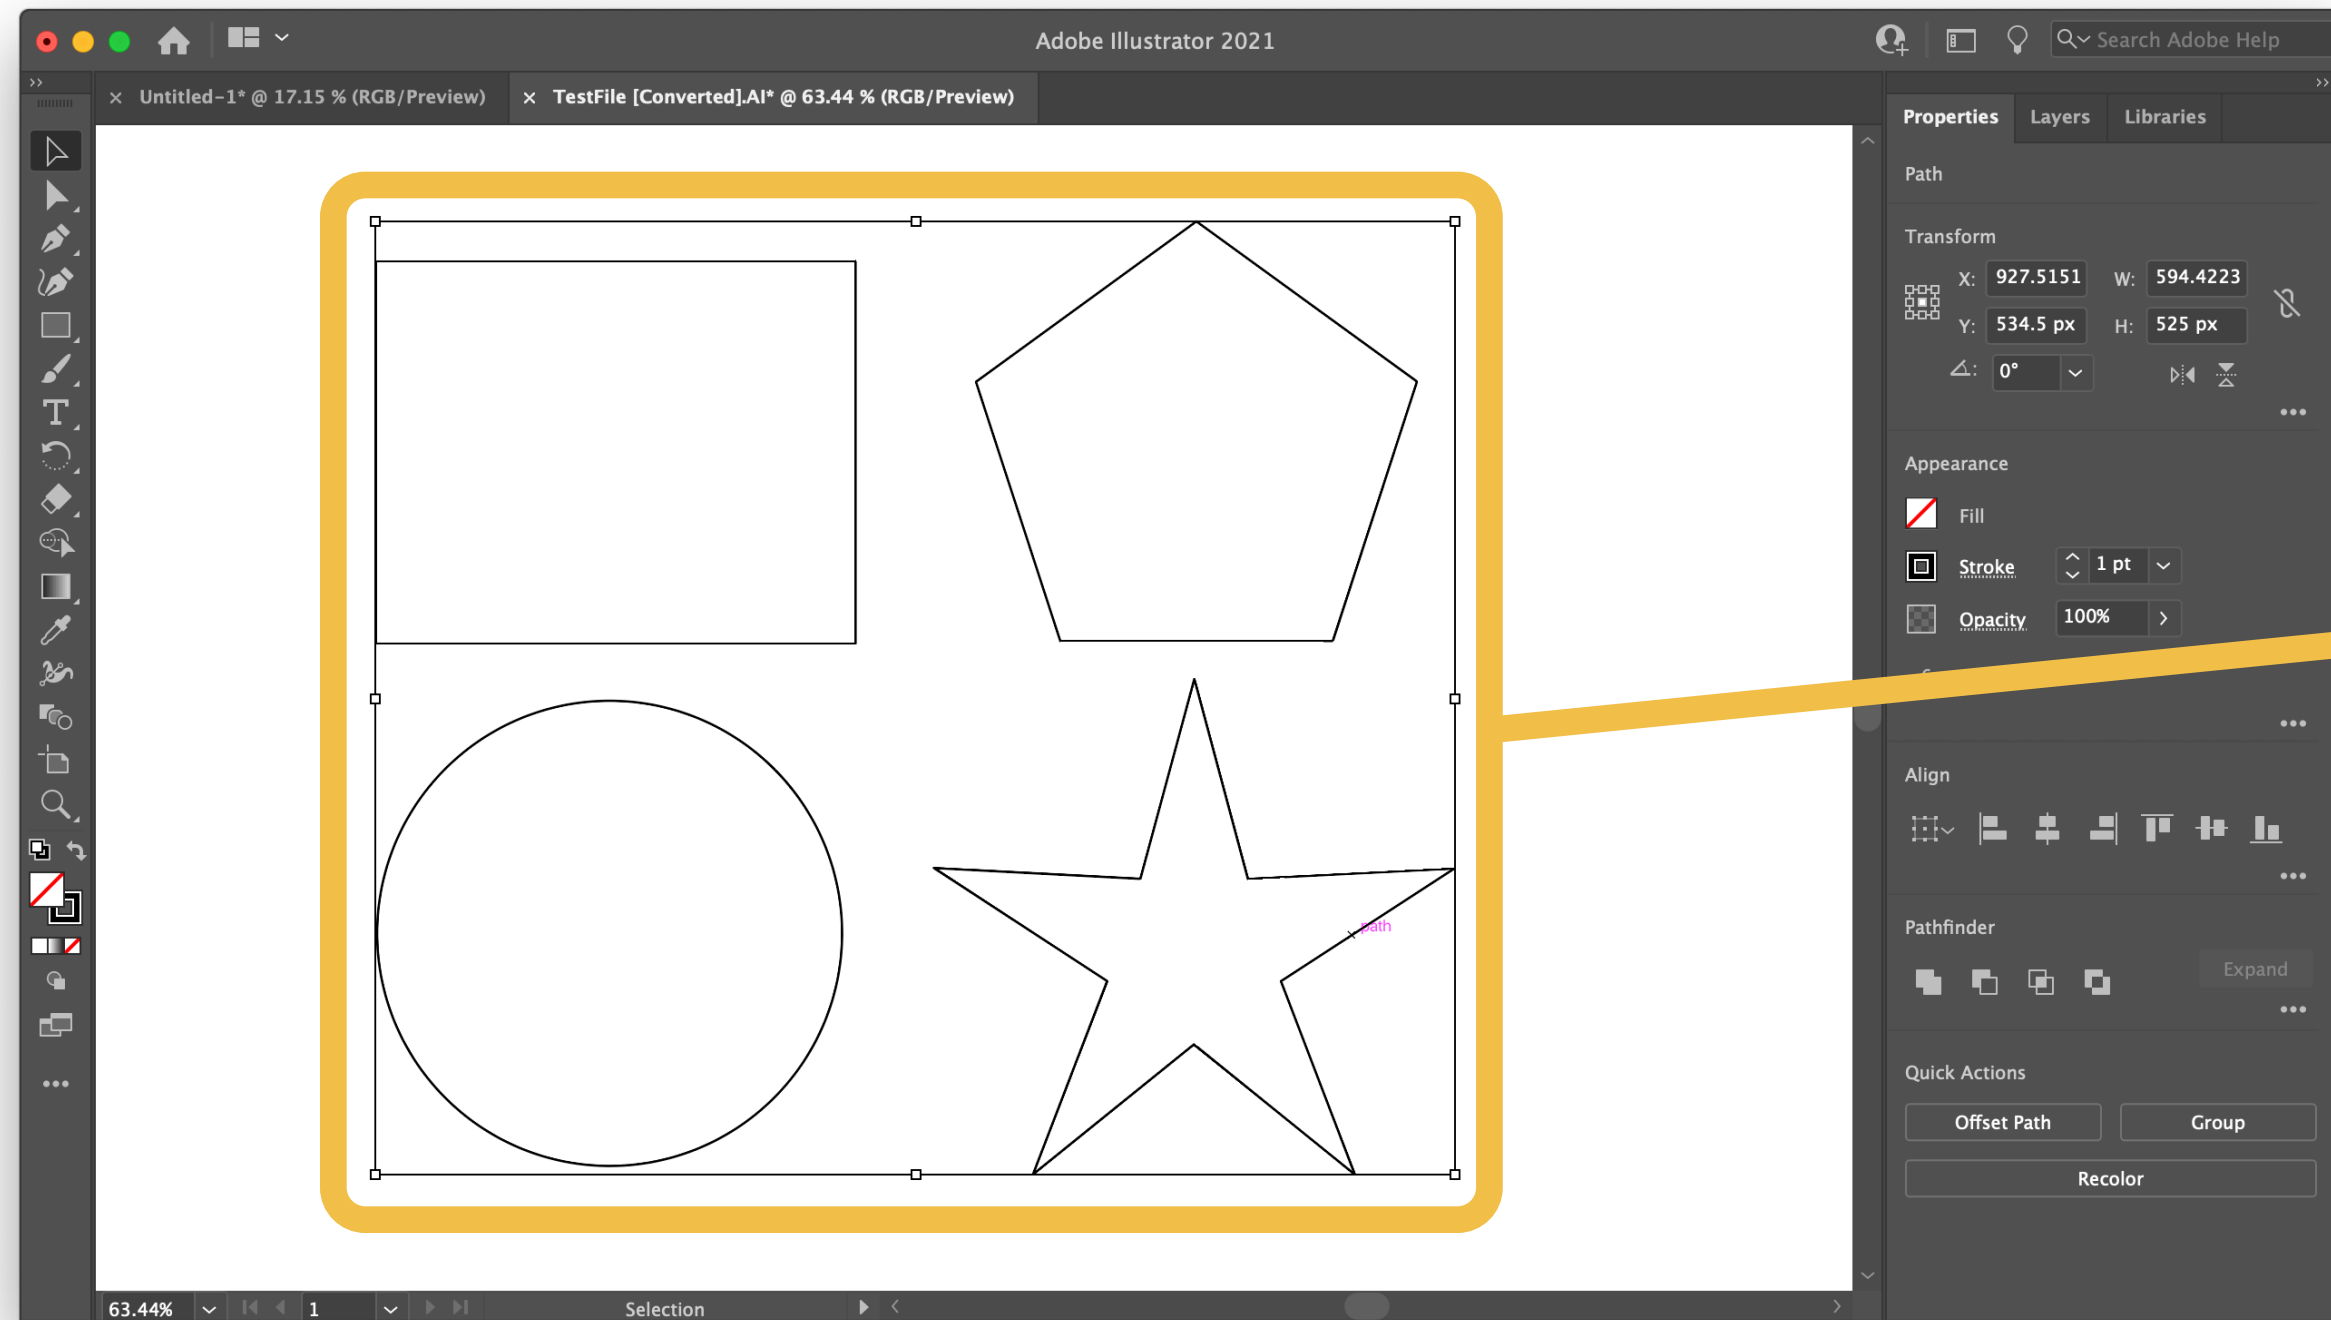 Adobe Illustrator 2021
Search Adobe Help
Untitled-1* @ 17.15 % (RGB/Preview)
TestFile [Converted].AI* @ 63.44 % (RGB/Preview)
Properties
Layers
Libraries
Path
Transform
X: 927.5151 W: 594.4223
Y: 534.5 px H: 525 px
0°
Appearance
Fill
Stroke 1 pt
Opacity 100%
path
Align
Pathfinder
Expand
Quick Actions
Offset Path
Group
Recolor
63.44%
1
Selection